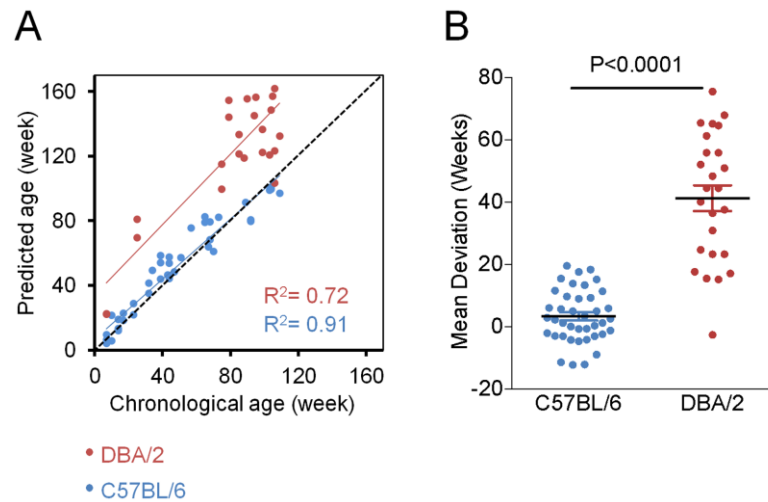 A
Predicted age (week)
160
120
80
40
0
R²= 0.72
R²= 0.91
0 40 80 120 160
Chronological age (week)
DBA/2
C57BL/6
B
P<0.0001
Mean Deviation (Weeks)
80
60
40
20
0
-20
C57BL/6 DBA/2